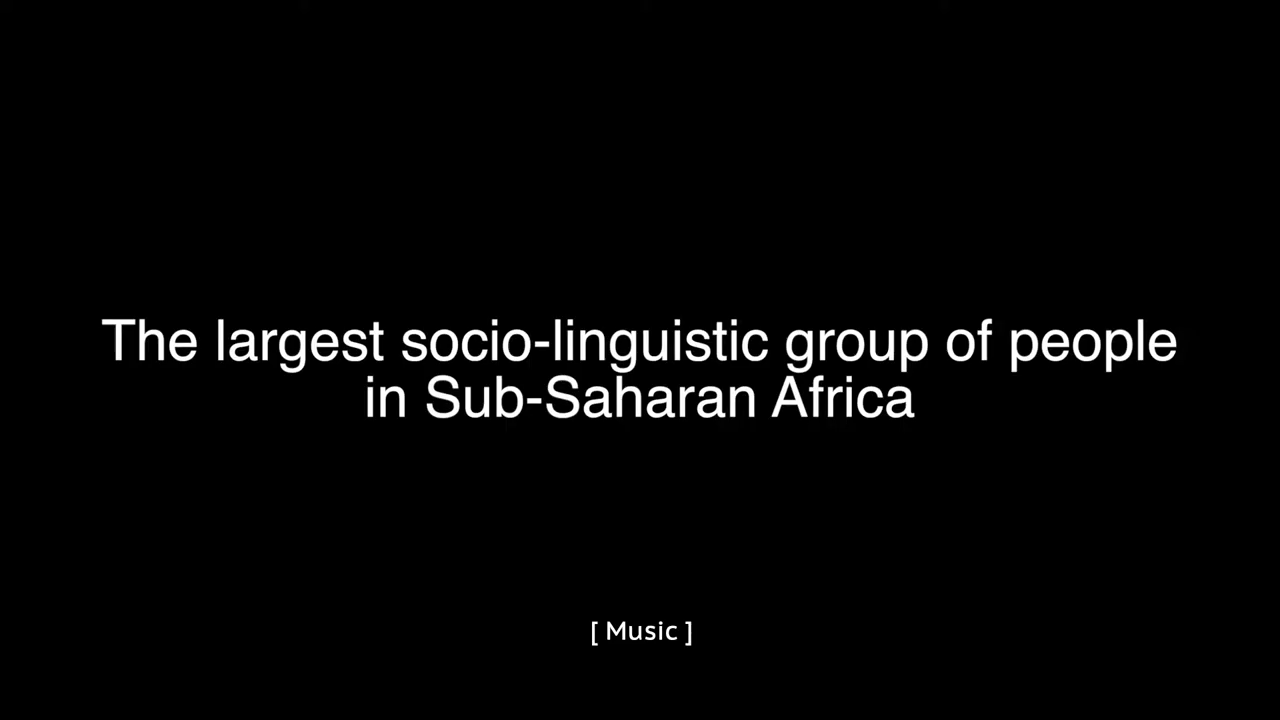 The largest socio-linguistic group of people
in Sub-Saharan Africa
[ Music ]